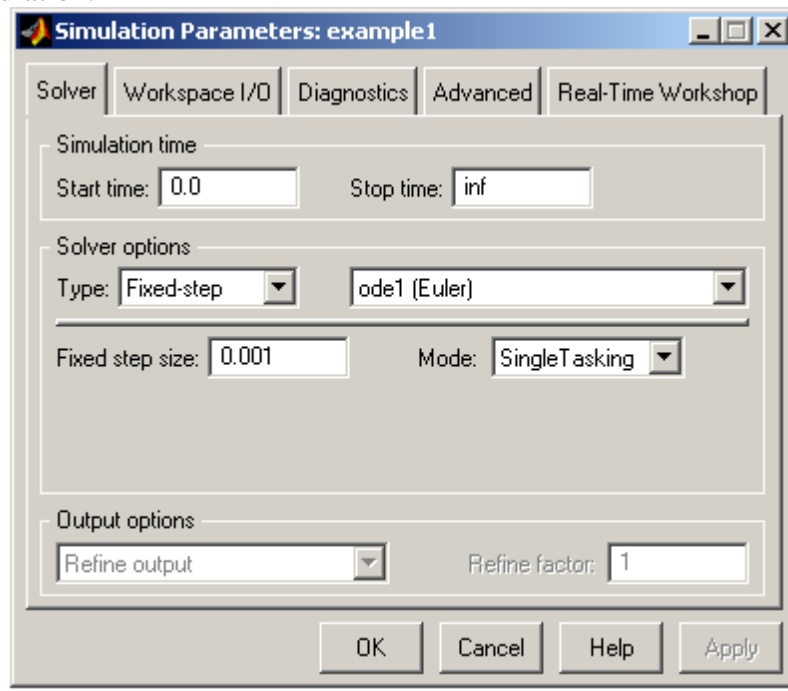 Simulation Parameters: example1
Solver Workspace I/O Diagnostics Advanced Real-Time Workshop
Simulation time
Start time: 0.0 Stop time: inf
Solver options
Type: Fixed-step ode1 (Euler)
Fixed step size: 0.001 Mode: SingleTasking
Output options
Refine output Refine factor: 1
OK Cancel Help Apply